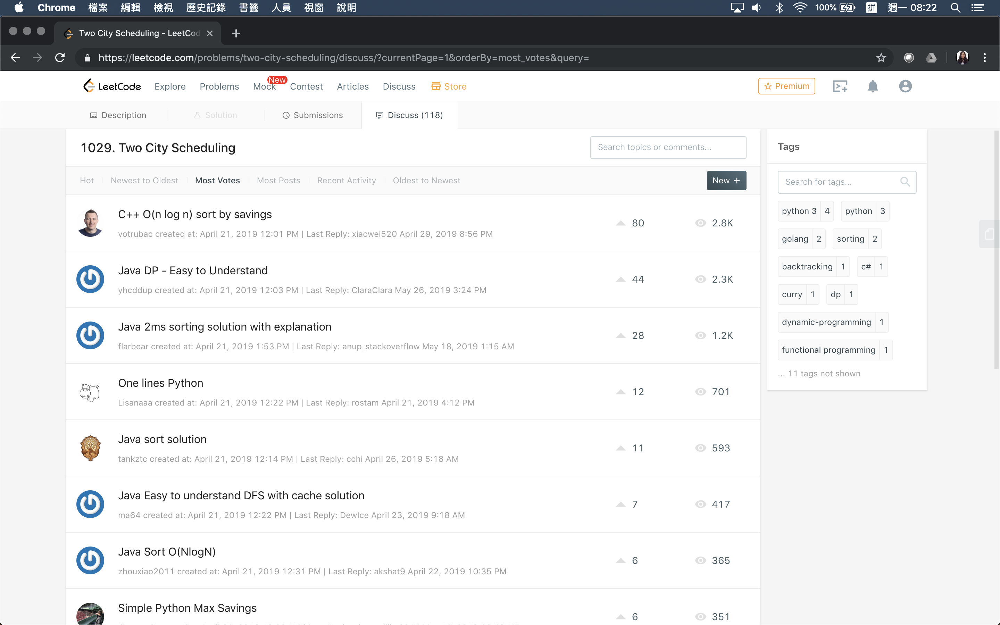 Chrome 檔案 編輯 檢視 歷史記錄 書籤 人員 視窗 說明 100% 拼 週一 08:22
Two City Scheduling - LeetCod
https://leetcode.com/problems/two-city-scheduling/discuss/?currentPage=1&orderBy=most_votes&query=
LeetCode Explore Problems Mock New Contest Articles Discuss Store Premium
Description Solution Submissions Discuss (118)
1029. Two City Scheduling
Search topics or comments...
Hot Newest to Oldest Most Votes Most Posts Recent Activity Oldest to Newest New +
C++ O(n log n) sort by savings
votrubac created at: April 21, 2019 12:01 PM | Last Reply: xiaowei520 April 29, 2019 8:56 PM
80 2.8K
Java DP - Easy to Understand
yhcddup created at: April 21, 2019 12:03 PM | Last Reply: ClaraClara May 26, 2019 3:24 PM
44 2.3K
Java 2ms sorting solution with explanation
flarbear created at: April 21, 2019 1:53 PM | Last Reply: anup_stackoverflow May 18, 2019 1:15 AM
28 1.2K
One lines Python
Lisanaaa created at: April 21, 2019 12:22 PM | Last Reply: rostam April 21, 2019 4:12 PM
12 701
Java sort solution
tankztc created at: April 21, 2019 12:14 PM | Last Reply: cchi April 26, 2019 5:18 AM
11 593
Java Easy to understand DFS with cache solution
ma64 created at: April 21, 2019 12:22 PM | Last Reply: DewIce April 23, 2019 9:18 AM
7 417
Java Sort O(NlogN)
zhouxiao2011 created at: April 21, 2019 12:31 PM | Last Reply: akshat9 April 22, 2019 10:35 PM
6 365
Simple Python Max Savings
6 351
Tags
Search for tags...
python 3 4 python 3
golang 2 sorting 2
backtracking 1 c# 1
curry 1 dp 1
dynamic-programming 1
functional programming 1
... 11 tags not shown